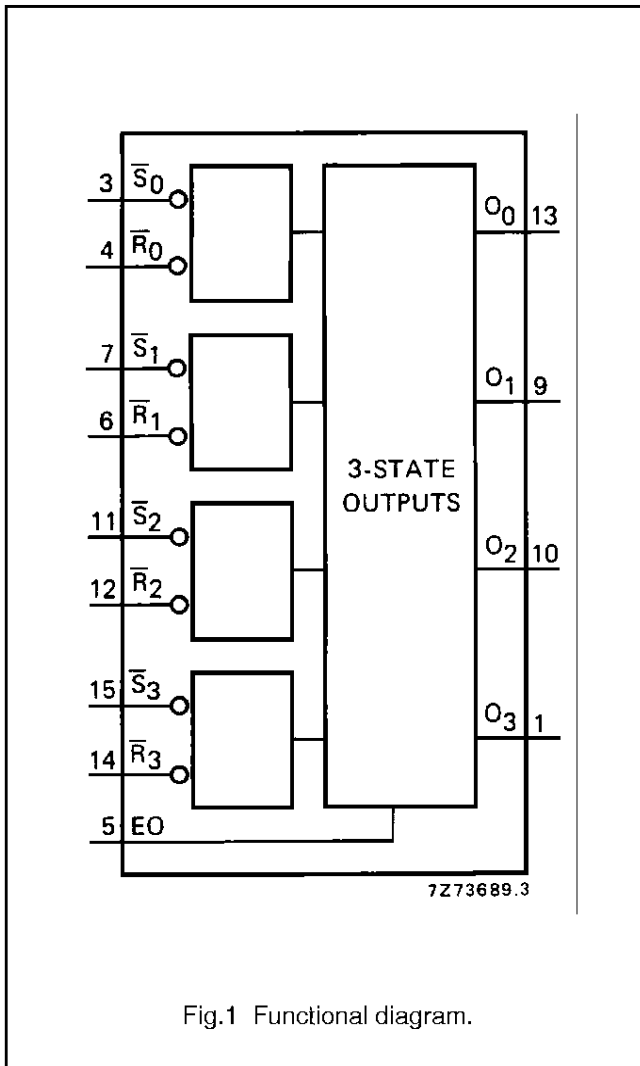 3 S̅0
O0 13
4 R̅0
7 S̅1
O1 9
6 R̅1
3-STATE
OUTPUTS
11 S̅2
O2 10
12 R̅2
15 S̅3
O3 1
14 R̅3
5 EO
7Z73689.3
Fig.1 Functional diagram.